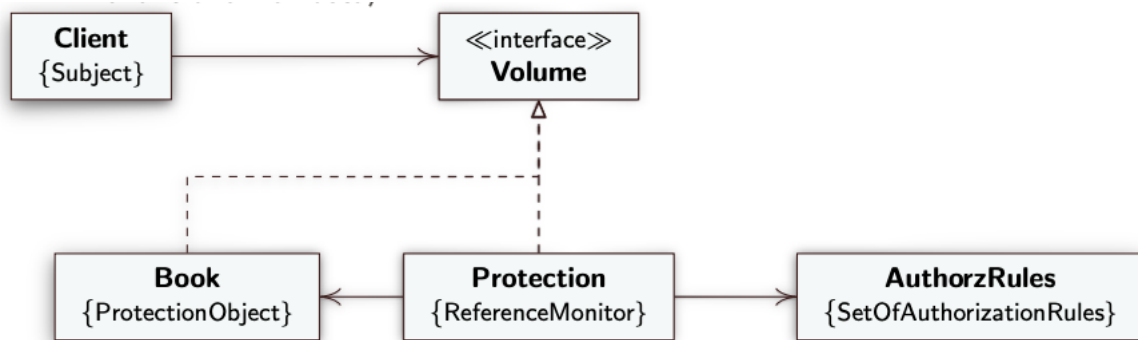 Client
{Subject}
≪interface≫
Volume
Book
{ProtectionObject}
Protection
{ReferenceMonitor}
AuthorzRules
{SetOfAuthorizationRules}